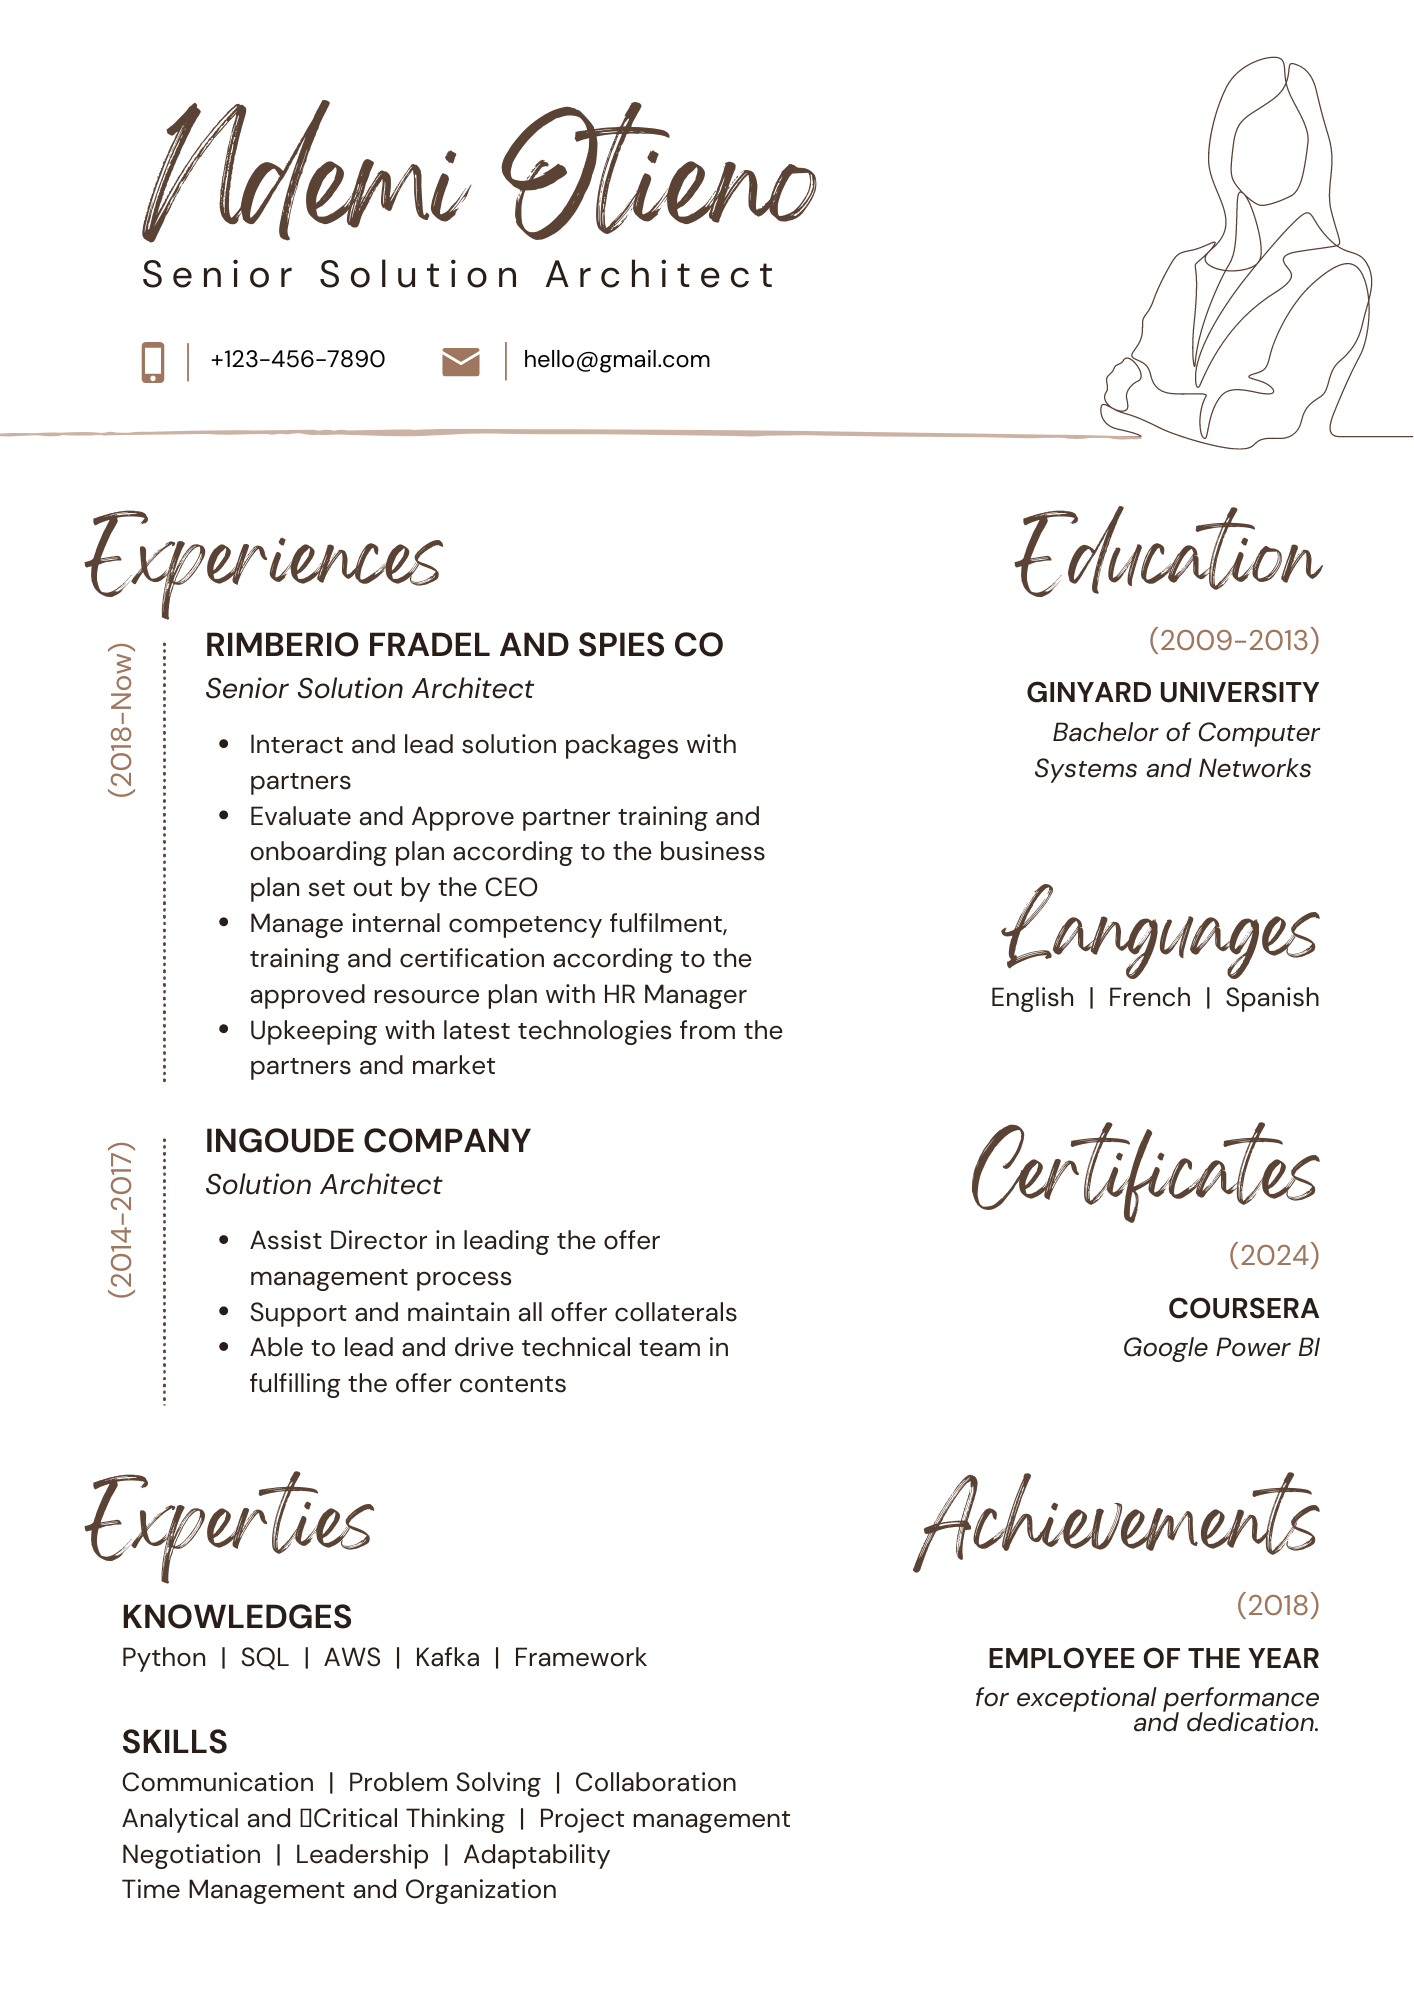 Ndemi Otieno
Senior Solution Architect
+123-456-7890
hello@gmail.com
Experiences
(2018-Now)
RIMBERIO FRADEL AND SPIES CO
Senior Solution Architect
• Interact and lead solution packages with
partners
• Evaluate and Approve partner training and
onboarding plan according to the business
plan set out by the CEO
• Manage internal competency fulfilment,
training and certification according to the
approved resource plan with HR Manager
• Upkeeping with latest technologies from the
partners and market
(2014-2017)
INGOUDE COMPANY
Solution Architect
• Assist Director in leading the offer
management process
• Support and maintain all offer collaterals
• Able to lead and drive technical team in
fulfilling the offer contents
Experties
KNOWLEDGES
Python | SQL | AWS | Kafka | Framework
SKILLS
Communication | Problem Solving | Collaboration
Analytical and ▯Critical Thinking | Project management
Negotiation | Leadership | Adaptability
Time Management and Organization
Education
(2009-2013)
GINYARD UNIVERSITY
Bachelor of Computer
Systems and Networks
Languages
English | French | Spanish
Certificates
(2024)
COURSERA
Google Power BI
Achievements
(2018)
EMPLOYEE OF THE YEAR
for exceptional performance
and dedication.